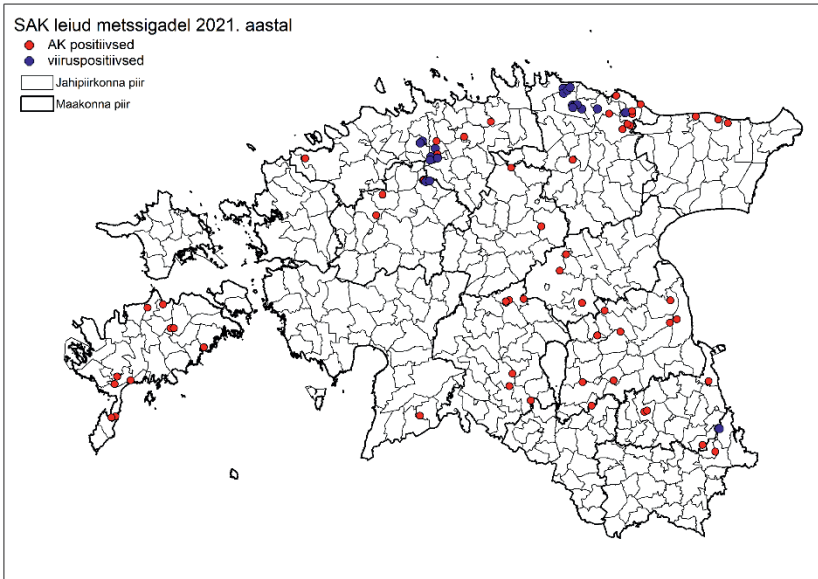 SAK leiud metssigadel 2021. aastal
AK positiivsed
viiruspositiivsed
Jahipiirkonna piir
Maakonna piir